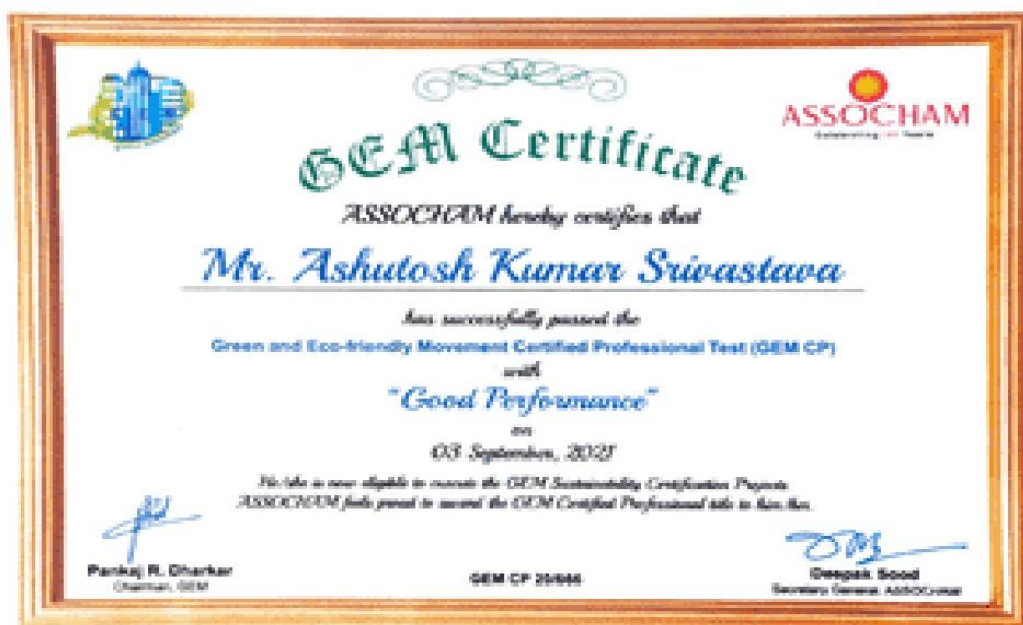 ASSOCHAM
GEM Certificate
ASSOCHAM hereby certifies that
Mr. Ashutosh Kumar Srivastava
has successfully passed the
Green and Eco-friendly Movement Certified Professional Test (GEM CP)
with
"Good Performance"
on
03 September, 2021
He/she is now eligible to execute the GEM Sustainability Certification Projects
ASSOCHAM feels proud to award the GEM Certified Professional title to him/her.
Pankaj R. Dharkar
Chairman, GEM
GEM CP
Deepak Sood
Secretary General, ASSOCHAM